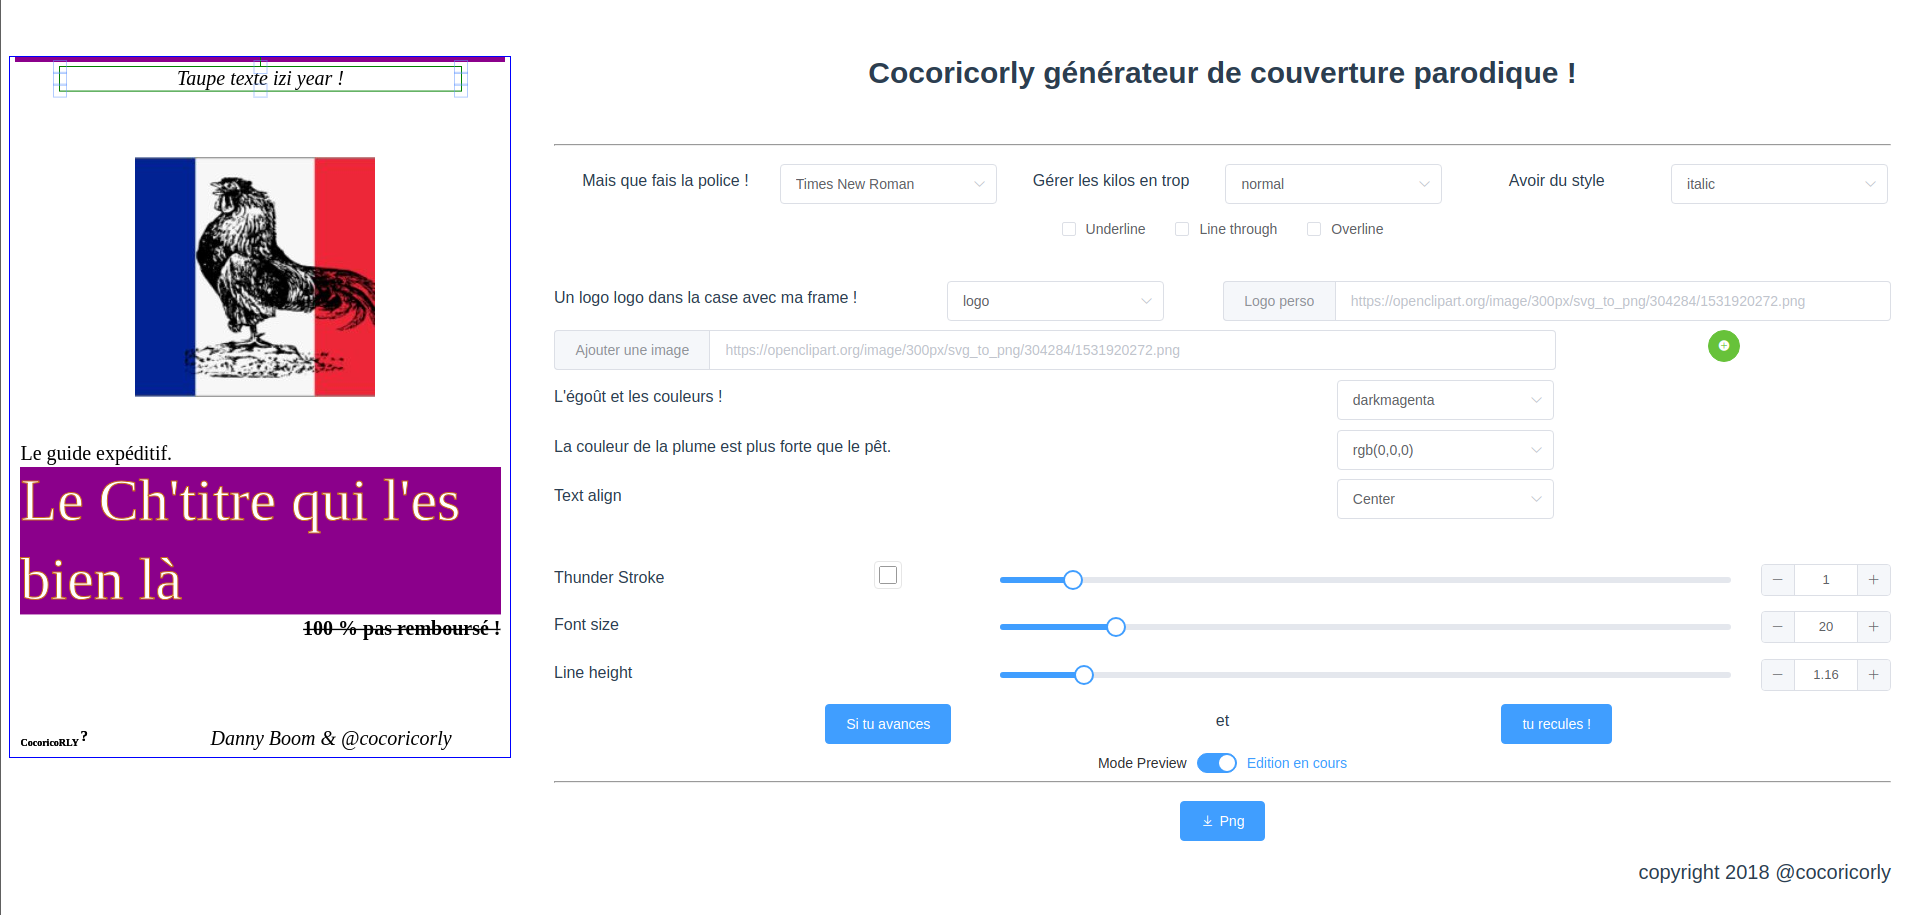 Taupe texte izi year !
Le guide expéditif.
Le Ch'titre qui l'es
bien là
100 % pas remboursé !
CocoricoRLY ?
Danny Boom & @cocoricorly
Cocoricorly générateur de couverture parodique !
Mais que fais la police !
Times New Roman
Gérer les kilos en trop
normal
Avoir du style
italic
Underline
Line through
Overline
Un logo logo dans la case avec ma frame !
logo
Logo perso
https://openclipart.org/image/300px/svg_to_png/304284/1531920272.png
Ajouter une image
https://openclipart.org/image/300px/svg_to_png/304284/1531920272.png
L'égoût et les couleurs !
darkmagenta
La couleur de la plume est plus forte que le pêt.
rgb(0,0,0)
Text align
Center
Thunder Stroke
1
Font size
20
Line height
1.16
Si tu avances
et
tu recules !
Mode Preview
Edition en cours
Png
copyright 2018 @cocoricorly